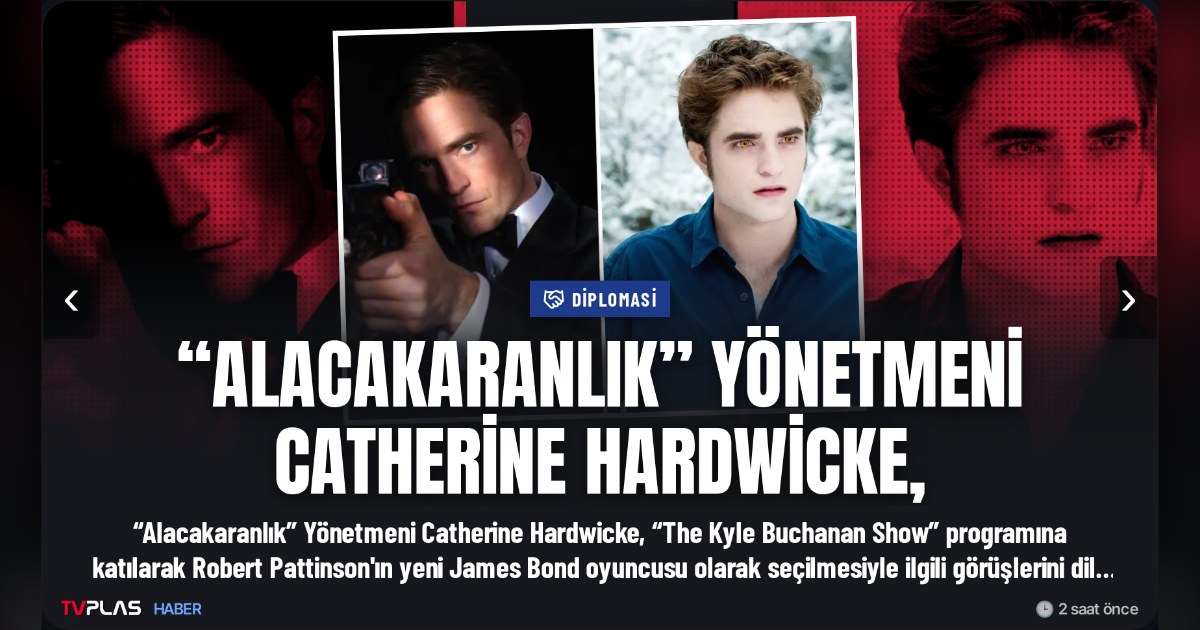 DİPLOMASİ
“ALACAKARANLIK” YÖNETMENİ
CATHERİNE HARDWİCKE,
“Alacakaranlık” Yönetmeni Catherine Hardwicke, “The Kyle Buchanan Show” programına
katılarak Robert Pattinson'ın yeni James Bond oyuncusu olarak seçilmesiyle ilgili görüşlerini dil...
TVPLAS HABER
2 saat önce